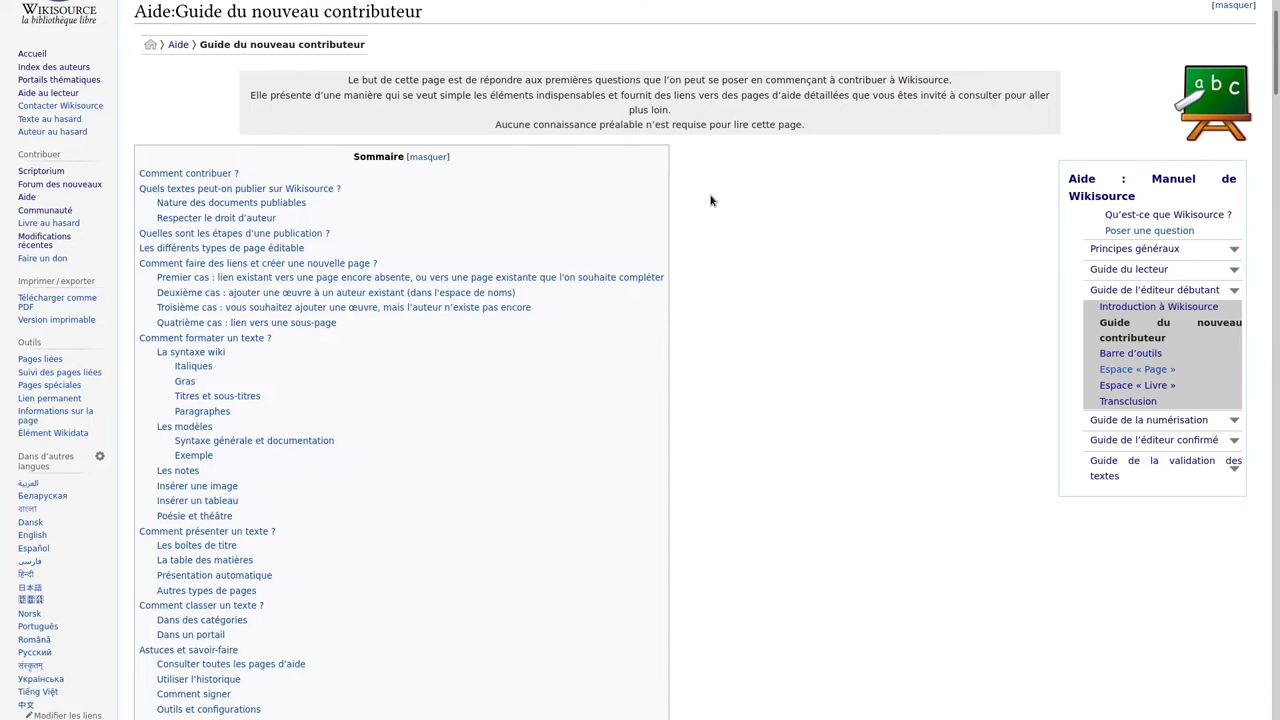 WIKISOURCE
la bibliothèque libre
Accueil
Index des auteurs
Portails thématiques
Aide au lecteur
Contacter Wikisource
Texte au hasard
Auteur au hasard
Contribuer
Scriptorium
Forum des nouveaux
Aide
Communauté
Livre au hasard
Modifications
récentes
Faire un don
Imprimer / exporter
Télécharger comme
PDF
Version imprimable
Outils
Pages liées
Suivi des pages liées
Pages spéciales
Lien permanent
Informations sur la
page
Élément Wikidata
Dans d’autres
langues
العربية
Беларуская
বাংলা
Dansk
English
Español
فارسی
हिन्दी
日本語
Norsk
Português
Română
Русский
संस्कृतम्
Українська
Tiếng Việt
中文
Modifier les liens
Aide:Guide du nouveau contributeur
[masquer]
⟩ Aide ⟩ Guide du nouveau contributeur
Le but de cette page est de répondre aux premières questions que l’on peut se poser en commençant à contribuer à Wikisource.
Elle présente d’une manière qui se veut simple les éléments indispensables et fournit des liens vers des pages d’aide détaillées que vous êtes invité à consulter pour aller
plus loin.
Aucune connaissance préalable n’est requise pour lire cette page.
a b c
Sommaire [masquer]
Comment contribuer ?
Quels textes peut-on publier sur Wikisource ?
Nature des documents publiables
Respecter le droit d’auteur
Quelles sont les étapes d’une publication ?
Les différents types de page éditable
Comment faire des liens et créer une nouvelle page ?
Premier cas : lien existant vers une page encore absente, ou vers une page existante que l'on souhaite compléter
Deuxième cas : ajouter une œuvre à un auteur existant (dans l'espace de noms)
Troisième cas : vous souhaitez ajouter une œuvre, mais l’auteur n’existe pas encore
Quatrième cas : lien vers une sous-page
Comment formater un texte ?
La syntaxe wiki
Italiques
Gras
Titres et sous-titres
Paragraphes
Les modèles
Syntaxe générale et documentation
Exemple
Les notes
Insérer une image
Insérer un tableau
Poésie et théâtre
Comment présenter un texte ?
Les boîtes de titre
La table des matières
Présentation automatique
Autres types de pages
Comment classer un texte ?
Dans des catégories
Dans un portail
Astuces et savoir-faire
Consulter toutes les pages d’aide
Utiliser l’historique
Comment signer
Outils et configurations
Aide : Manuel de
Wikisource
Qu’est-ce que Wikisource ?
Poser une question
Principes généraux
Guide du lecteur
Guide de l’éditeur débutant
Introduction à Wikisource
Guide du nouveau
contributeur
Barre d’outils
Espace « Page »
Espace « Livre »
Transclusion
Guide de la numérisation
Guide de l’éditeur confirmé
Guide de la validation des
textes